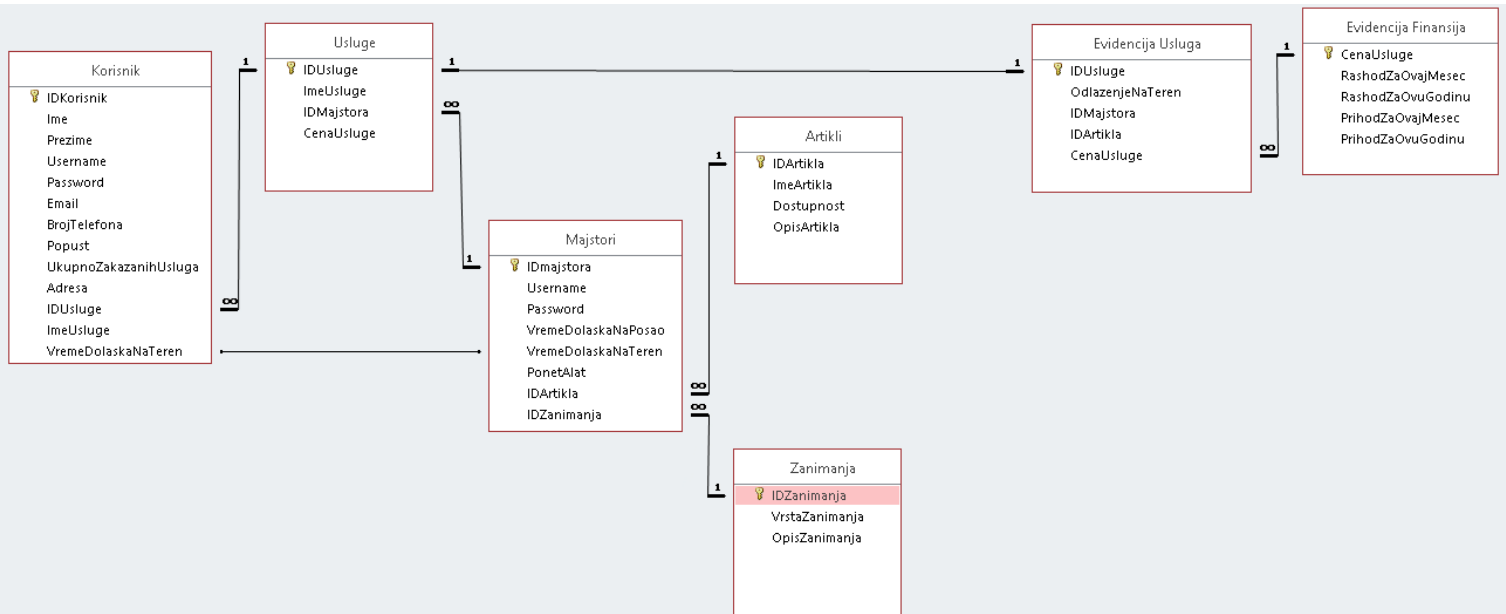 Korisnik
IDKorisnik
Ime
Prezime
Username
Password
Email
BrojTelefona
Popust
UkupnoZakazanihUsluga
Adresa
IDUsluge
ImeUsluge
VremeDolaskaNaTeren
1
∞
Usluge
IDUsluge
ImeUsluge
IDMajstora
CenaUsluge
1
∞
1
1
Majstori
IDmajstora
Username
Password
VremeDolaskaNaPosao
VremeDolaskaNaTeren
PonetAlat
IDArtikla
IDZanimanja
∞
∞
1
Artikli
IDArtikla
ImeArtikla
Dostupnost
OpisArtikla
1
Zanimanja
IDZanimanja
VrstaZanimanja
OpisZanimanja
Evidencija Usluga
IDUsluge
OdlazenjeNaTeren
IDMajstora
IDArtikla
CenaUsluge
1
∞
Evidencija Finansija
CenaUsluge
RashodZaOvajMesec
RashodZaOvuGodinu
PrihodZaOvajMesec
PrihodZaOvuGodinu